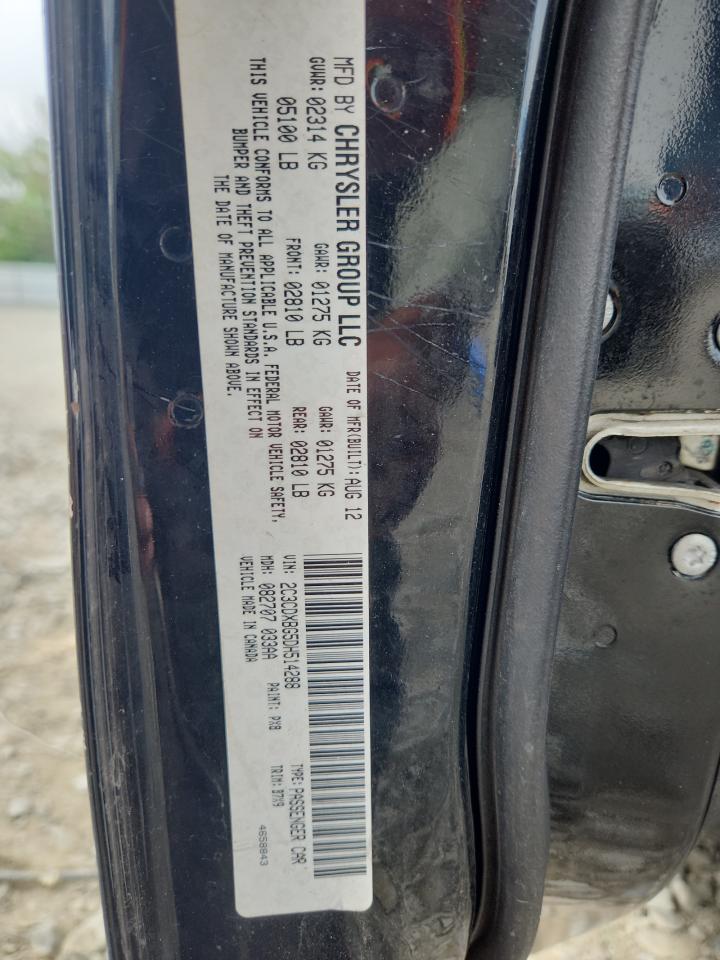 MFD BY CHRYSLER GROUP LLC DATE OF MFR(BUILT): AUG 12
GVWR: 02314 KG GAWR: 01275 KG GAWR: 01275 KG
05100 LB FRONT: 02810 LB REAR: 02810 LB
THIS VEHICLE CONFORMS TO ALL APPLICABLE U.S.A. FEDERAL MOTOR VEHICLE SAFETY,
BUMPER AND THEFT PREVENTION STANDARDS IN EFFECT ON
THE DATE OF MANUFACTURE SHOWN ABOVE.
VIN: 2C3CDXBG5DH514288 TYPE: PASSENGER CAR
MDH: 082707 033AA PAINT: PX8 TRIM: B7X9
VEHICLE MADE IN CANADA 4658843